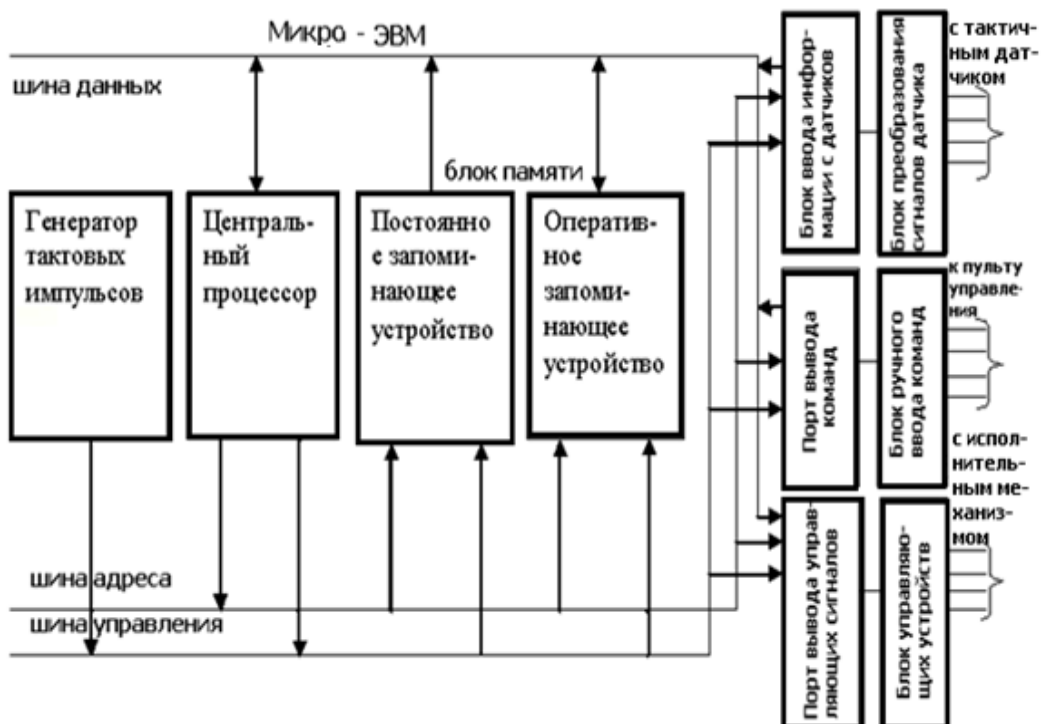 Микро - ЭВМ
шина данных
блок памяти
Генератор
тактовых
импульсов
Централь-
ный
процессор
Постоянно
е запоми-
нающее
устройство
Оператив-
ное
запоми-
нающее
устройство
шина адреса
шина управления
Блок ввода инфор-
мации с датчиков
Блок преобразования
сигналов датчика
с тактич-
ным дат-
чиком
Порт вывода
команд
Блок ручного
ввода команд
к пульту
управле-
ния
Порт вывода управ-
ляющих сигналов
Блок управляю-
щих устройств
с испол-
нитель-
ным ме-
ханиз-
мом